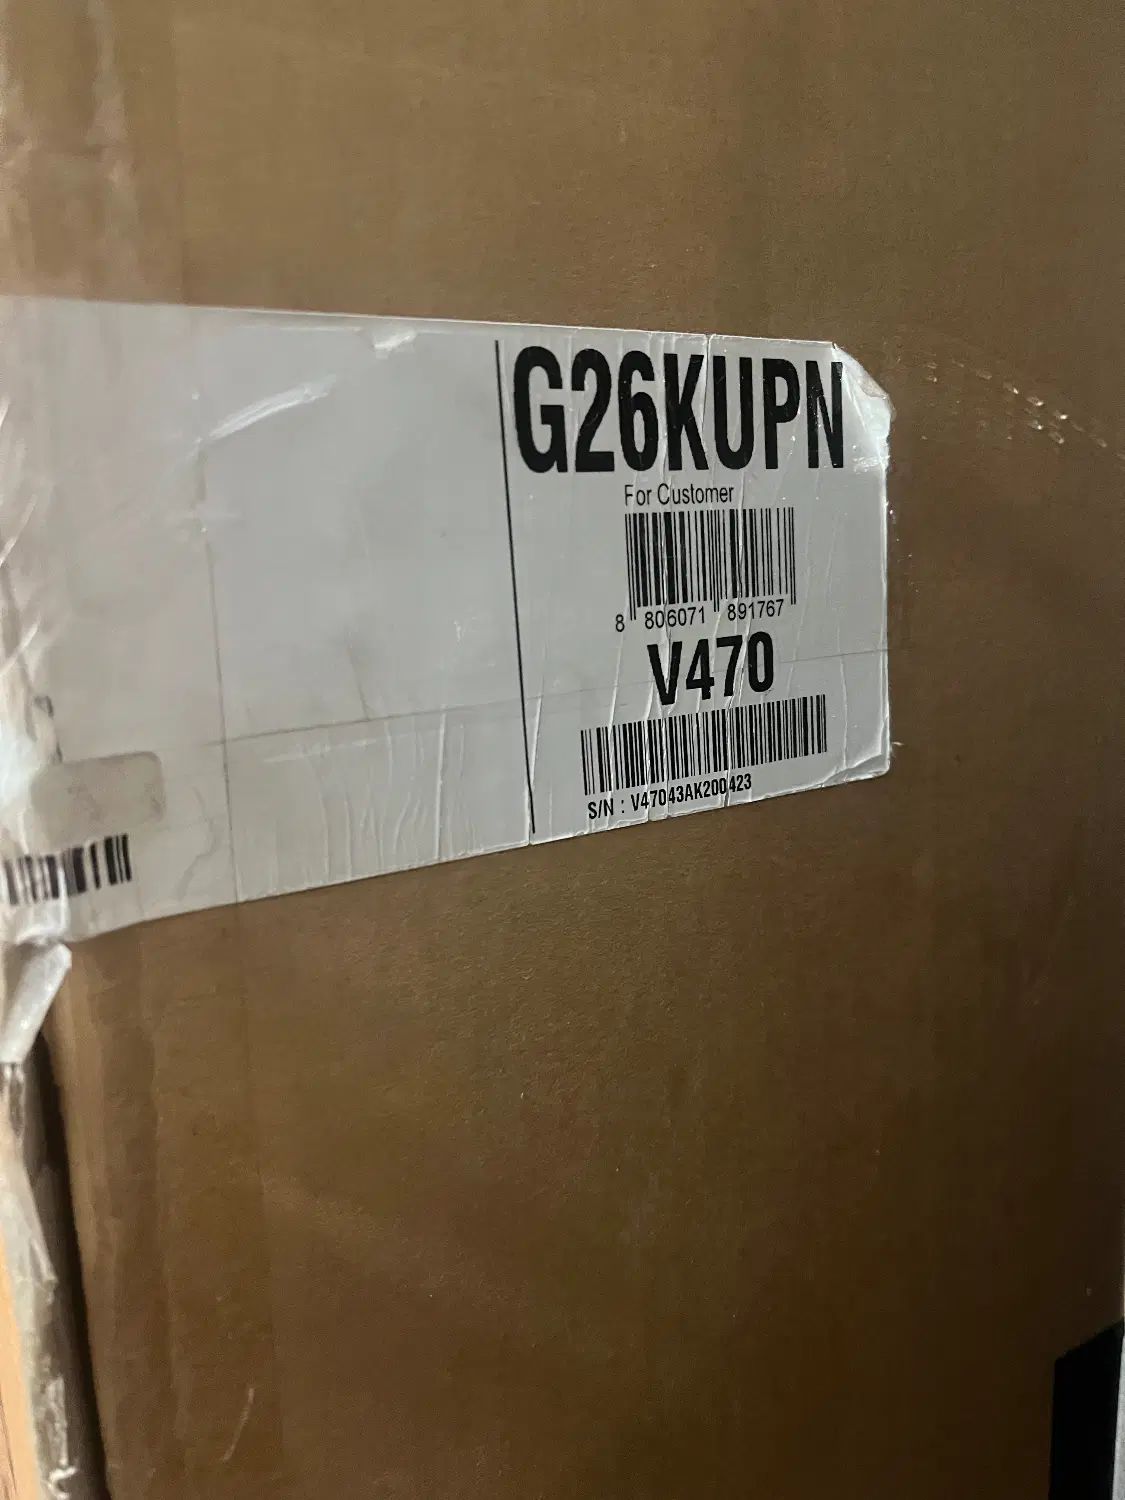 G26KUPN
For Customer
8 806071 891767
V470
S/N : V47043AK200423